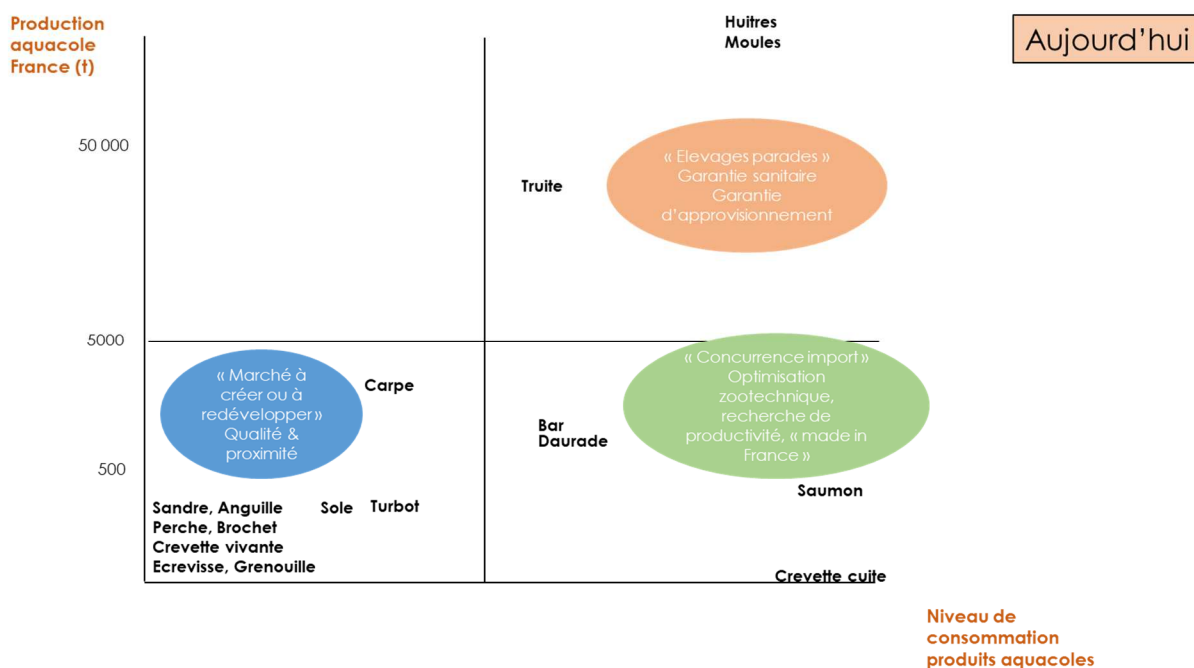 Production
aquacole
France (t)
Huitres
Moules
Aujourd’hui
50 000
« Elevages parades »
Garantie sanitaire
Garantie
d’approvisionnement
Truite
5000
« Marché à
créer ou à
redévelopper »
Qualité &
proximité
Carpe
« Concurrence import »
Optimisation
zootechnique,
recherche de
productivité, « made in
France »
Bar
Daurade
500
Saumon
Sandre, Anguille
Perche, Brochet
Crevette vivante
Ecrevisse, Grenouille
Sole
Turbot
Crevette cuite
Niveau de
consommation
produits aquacoles